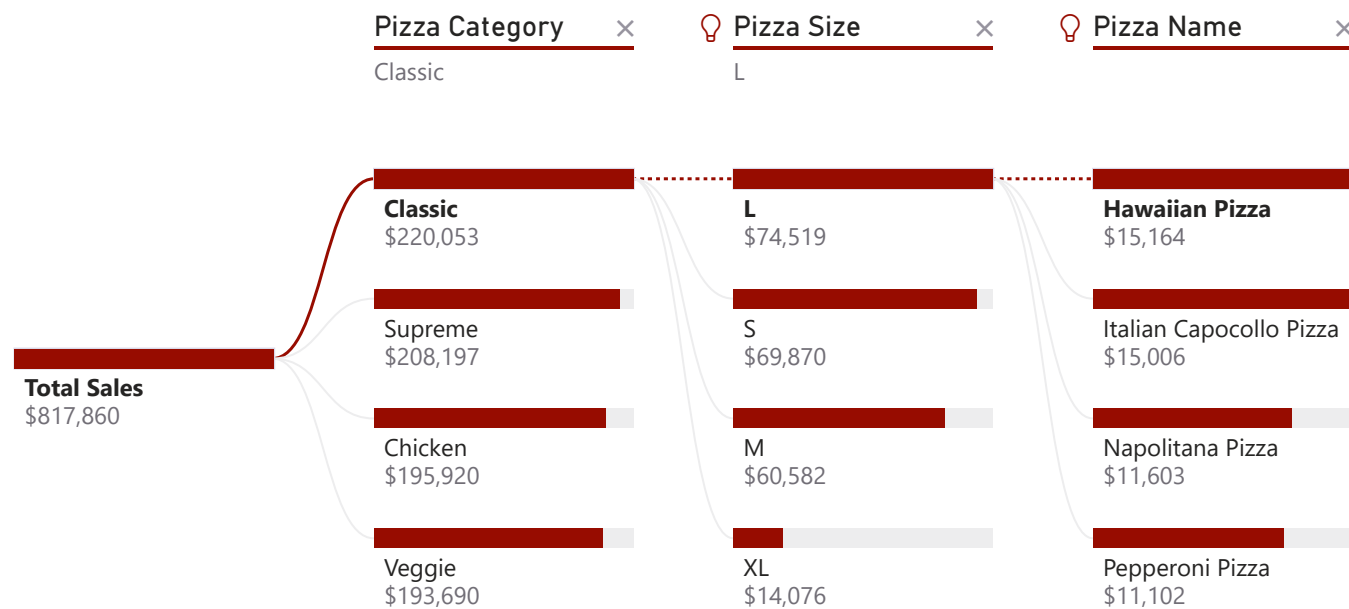 Pizza Category
Pizza Size
Pizza Name
Classic
L
Total Sales
$817,860
Classic
$220,053
Supreme
$208,197
Chicken
$195,920
Veggie
$193,690
L
$74,519
S
$69,870
M
$60,582
XL
$14,076
Hawaiian Pizza
$15,164
Italian Capocollo Pizza
$15,006
Napolitana Pizza
$11,603
Pepperoni Pizza
$11,102